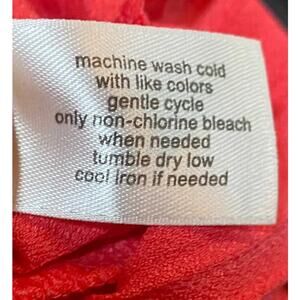 machine wash cold
with like colors
gentle cycle
only non-chlorine bleach
when needed
tumble dry low
cool iron if needed